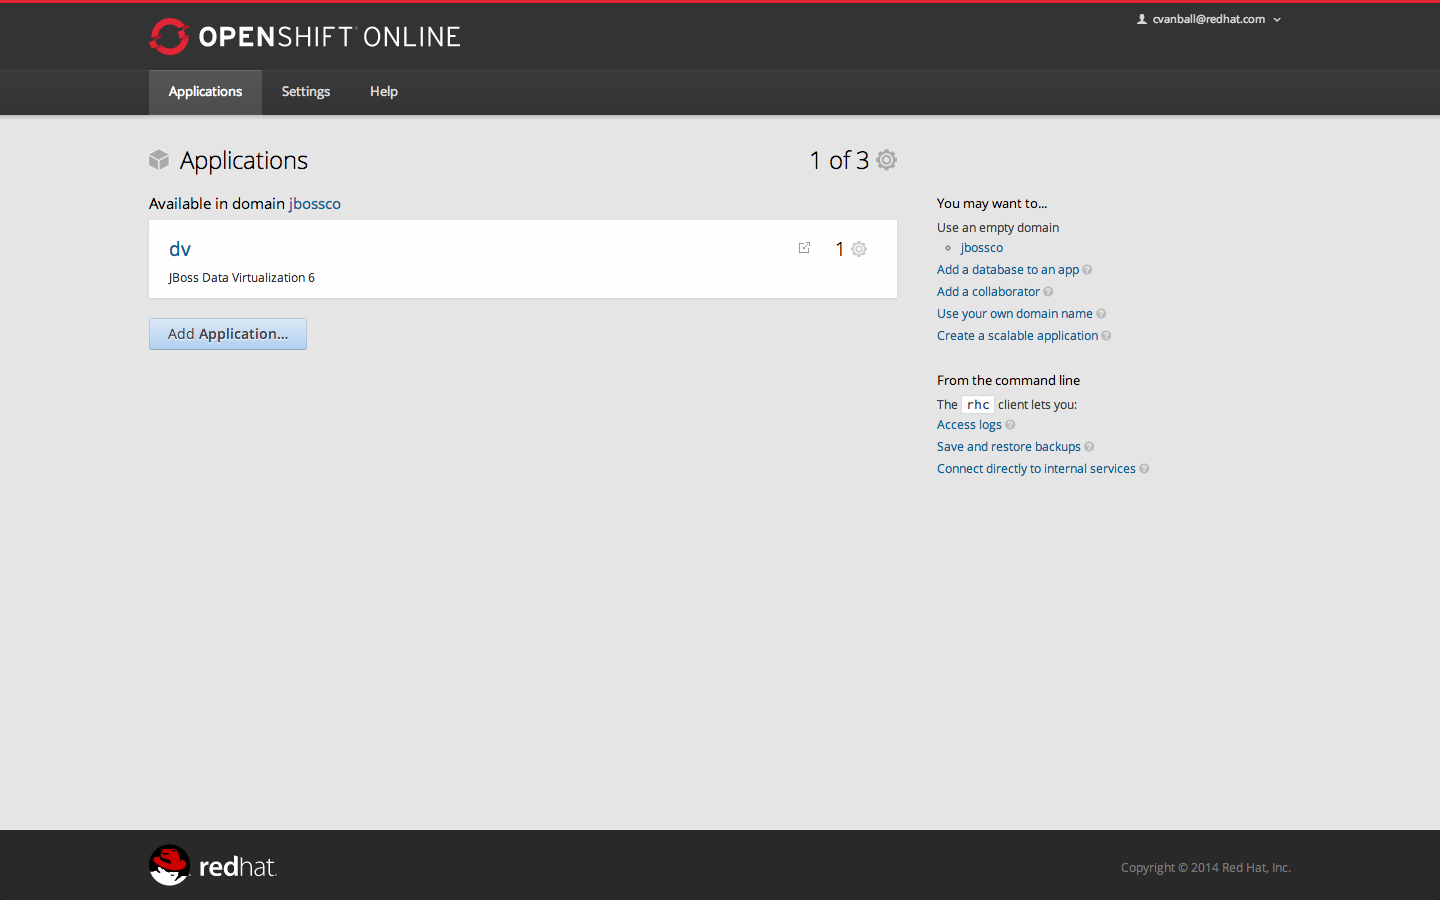 OPENSHIFT ONLINE
cvanball@redhat.com
Applications Settings Help
Applications
1 of 3
Available in domain jbossco
dv
1
JBoss Data Virtualization 6
Add Application...
You may want to...
Use an empty domain
jbossco
Add a database to an app
Add a collaborator
Use your own domain name
Create a scalable application
From the command line
The rhc client lets you:
Access logs
Save and restore backups
Connect directly to internal services
redhat.
Copyright © 2014 Red Hat, Inc.